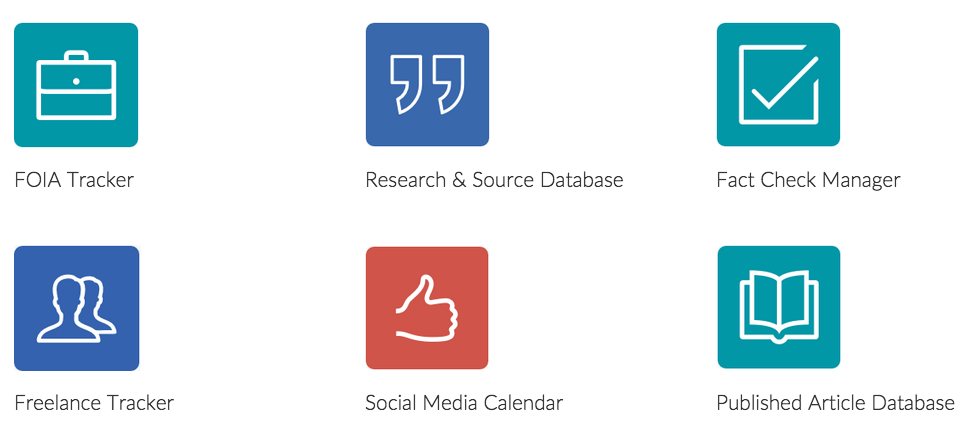 FOIA Tracker
Research & Source Database
Fact Check Manager
Freelance Tracker
Social Media Calendar
Published Article Database